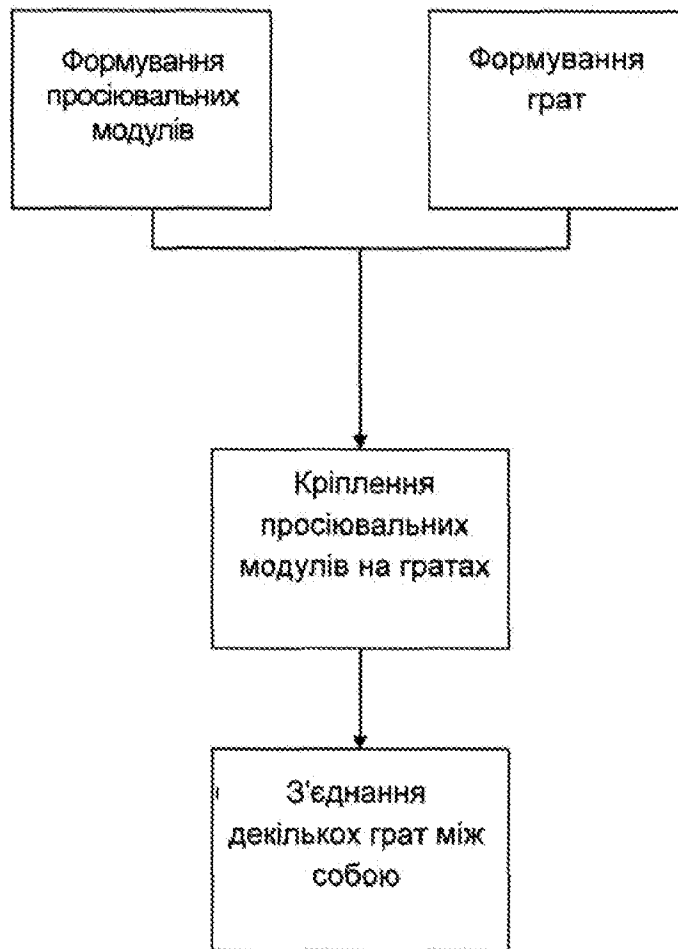 Формування
просіювальних
модулів
Формування
грат
Кріплення
просіювальних
модулів на гратах
З'єднання
декількох грат між
собою